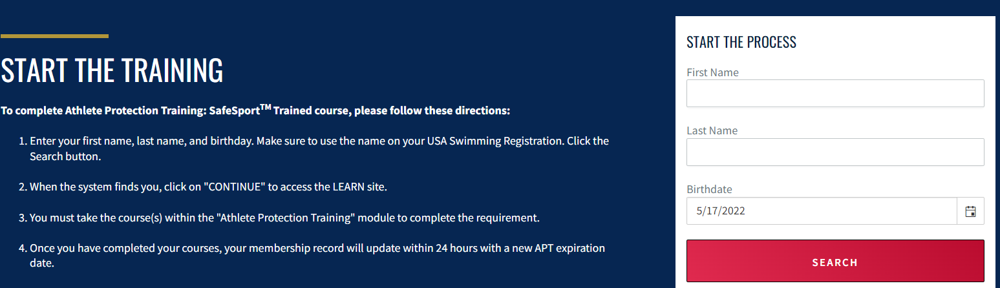 START THE TRAINING
To complete Athlete Protection Training: SafeSport™ Trained course, please follow these directions:
1. Enter your first name, last name, and birthday. Make sure to use the name on your USA Swimming Registration. Click the
Search button.
2. When the system finds you, click on "CONTINUE" to access the LEARN site.
3. You must take the course(s) within the "Athlete Protection Training" module to complete the requirement.
4. Once you have completed your courses, your membership record will update within 24 hours with a new APT expiration
date.
START THE PROCESS
First Name
Last Name
Birthdate
5/17/2022
SEARCH